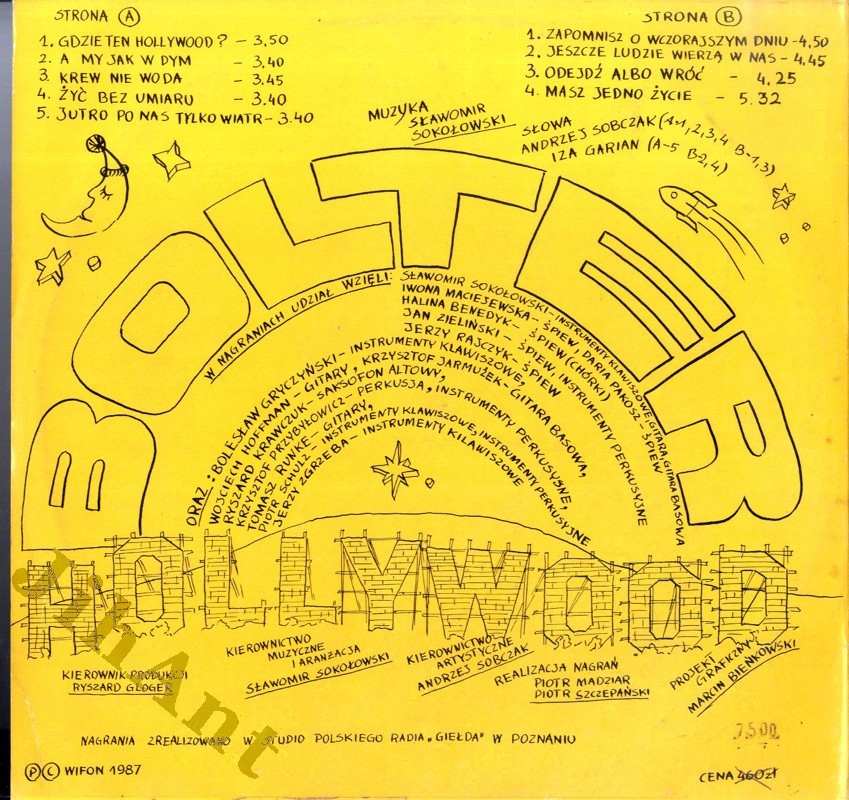 STRONA A
1. GDZIE TEN HOLLYWOOD? – 3,50
2. A MY JAK W DYM – 3,40
3. KREW NIE WODA – 3.45
4. ŻYĆ BEZ UMIARU – 3.40
5. JUTRO PO NAS TYLKO WIATR – 3.40
STRONA B
1. ZAPOMNISZ O WCZORAJSZYM DNIU – 4,50
2. JESZCZE LUDZIE WIERZĄ W NAS – 4,45
3. ODEJDŹ ALBO WRÓĆ – 4.25
4. MASZ JEDNO ŻYCIE – 5.32
MUZYKA
SŁAWOMIR
SOKOŁOWSKI
SŁOWA
ANDRZEJ SOBCZAK (A-1,2,3,4 B-1,3)
IZA GARIAN (A-5 B2,4)
BOLTER
W NAGRANIACH UDZIAŁ WZIĘLI:
SŁAWOMIR SOKOŁOWSKI – INSTRUMENTY KLAWISZOWE, GITARA, GITARA BASOWA
IWONA MACIEJEWSKA – ŚPIEW, DARIA PAKOSZ – ŚPIEW
HALINA BENEDYK – ŚPIEW (CHÓRKI)
JAN ZIELIŃSKI – ŚPIEW, INSTRUMENTY PERKUSYJNE
JERZY RAJCZYK – ŚPIEW
ORAZ: BOLESŁAW GRYCZYŃSKI – INSTRUMENTY KLAWISZOWE,
WOJCIECH HOFFMAN – GITARY, KRZYSZTOF JARMUŻEK – GITARA BASOWA,
RYSZARD KRAWCZUK – SAKSOFON ALTOWY,
KRZYSZTOF PRZYBYŁOWICZ – PERKUSJA, INSTRUMENTY PERKUSYJNE,
TOMASZ RUNKE – GITARY,
PIOTR SCHULZ – INSTRUMENTY KLAWISZOWE, INSTRUMENTY PERKUSYJNE
JERZY ZGRZEBA – INSTRUMENTY KILAWISZOWE
HOLLYWOOD
KIEROWNIK PRODUKCJI
RYSZARD GLOGER
KIEROWNICTWO
MUZYCZNE
I ARANŻACJA
SŁAWOMIR SOKOŁOWSKI
KIEROWNICTWO
ARTYSTYCZNE
ANDRZEJ SOBCZAK
REALIZACJA NAGRAŃ
PIOTR MADZIAR
PIOTR SZCZEPAŃSKI
PROJEKT
GRAFICZNY
MARCIN BIEŃKOWSKI
NAGRANIA ZREALIZOWANO W STUDIO POLSKIEGO RADIA „GIEŁDA" W POZNANIU
P C WIFON 1987
7500
CENA 460zł
JihAnt